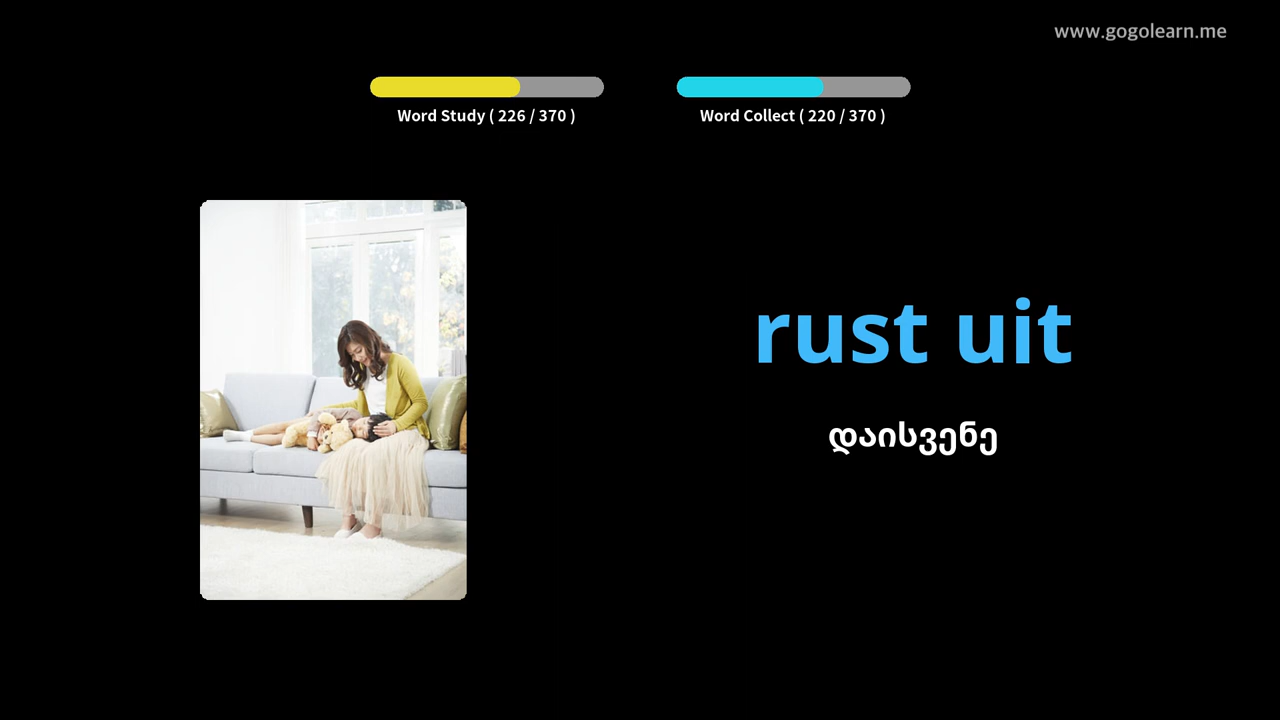 www.gogolearn.me
Word Study ( 226 / 370 )
Word Collect ( 220 / 370 )
rust uit
დაისვენე